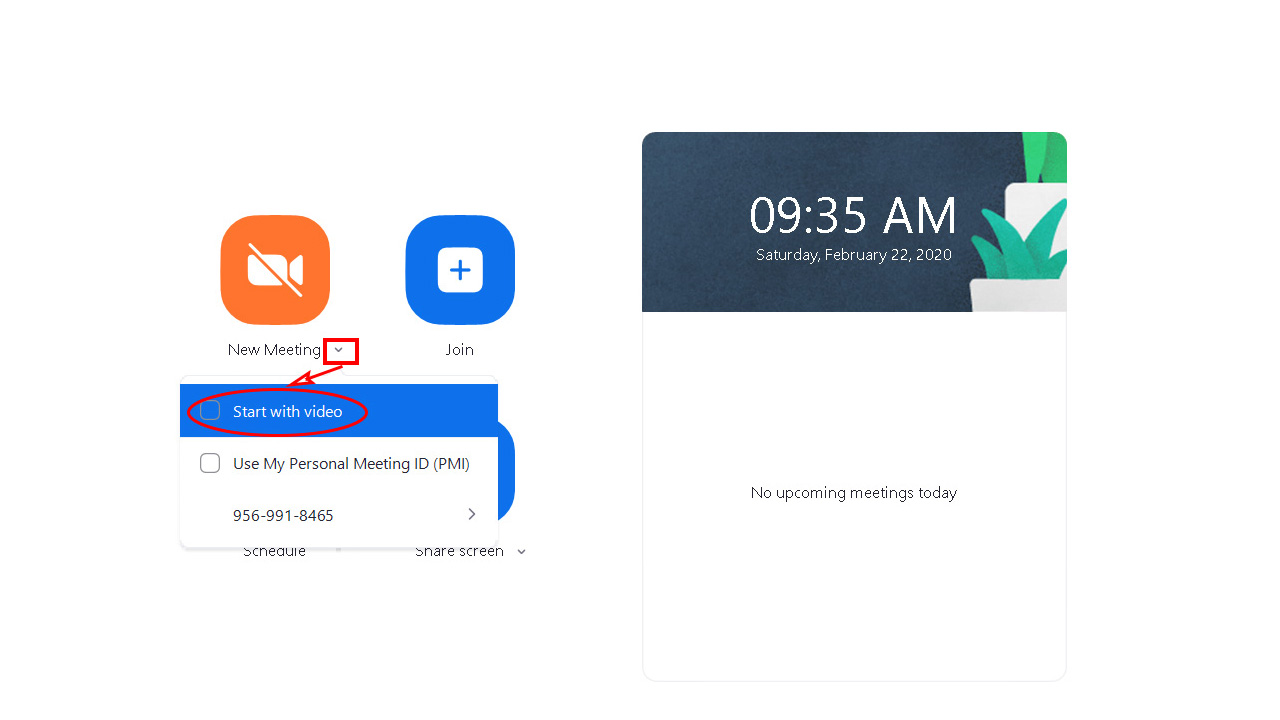 09:35 AM
Saturday, February 22, 2020
New Meeting
Join
Start with video
Use My Personal Meeting ID (PMI)
956-991-8465
Schedule
Share screen
No upcoming meetings today